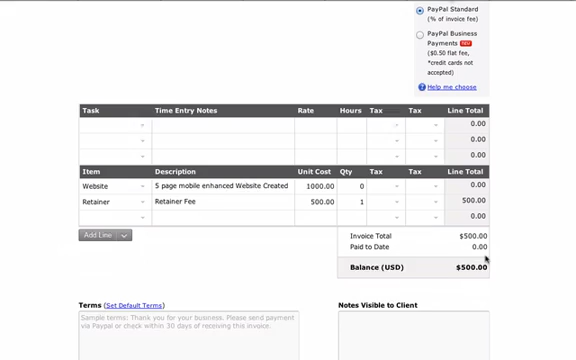 PayPal Standard
(% of invoice fee)
PayPal Business
Payments
($0.50 flat fee,
*credit cards not
accepted)
Help me choose
Task Time Entry Notes Rate Hours Tax Tax Line Total
0.00
0.00
0.00
Item Description Unit Cost Qty Tax Tax Line Total
Website 5 page mobile enhanced Website Created 1000.00 0 0.00
Retainer Retainer Fee 500.00 1 500.00
0.00
Add Line
Invoice Total $500.00
Paid to Date 0.00
Balance (USD) $500.00
Terms (Set Default Terms) Notes Visible to Client
Sample terms: Thank you for your business. Please send payment
via Paypal or check within 30 days of receiving this invoice.